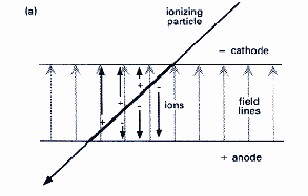 (a)
ionizing
particle
– cathode
ions
field
lines
+ anode